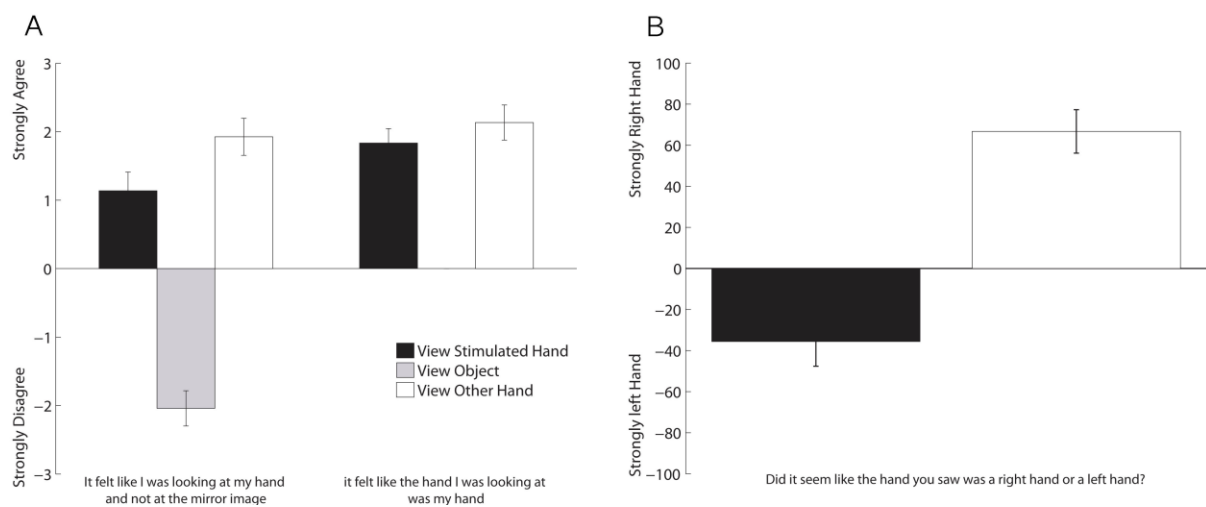 A
Strongly Agree
Strongly Disagree
3
2
1
0
−1
−2
−3
View Stimulated Hand
View Object
View Other Hand
It felt like I was looking at my hand
and not at the mirror image
it felt like the hand I was looking at
was my hand
B
Strongly Right Hand
Strongly left Hand
100
80
60
40
20
0
−20
−40
−60
−80
−100
Did it seem like the hand you saw was a right hand or a left hand?